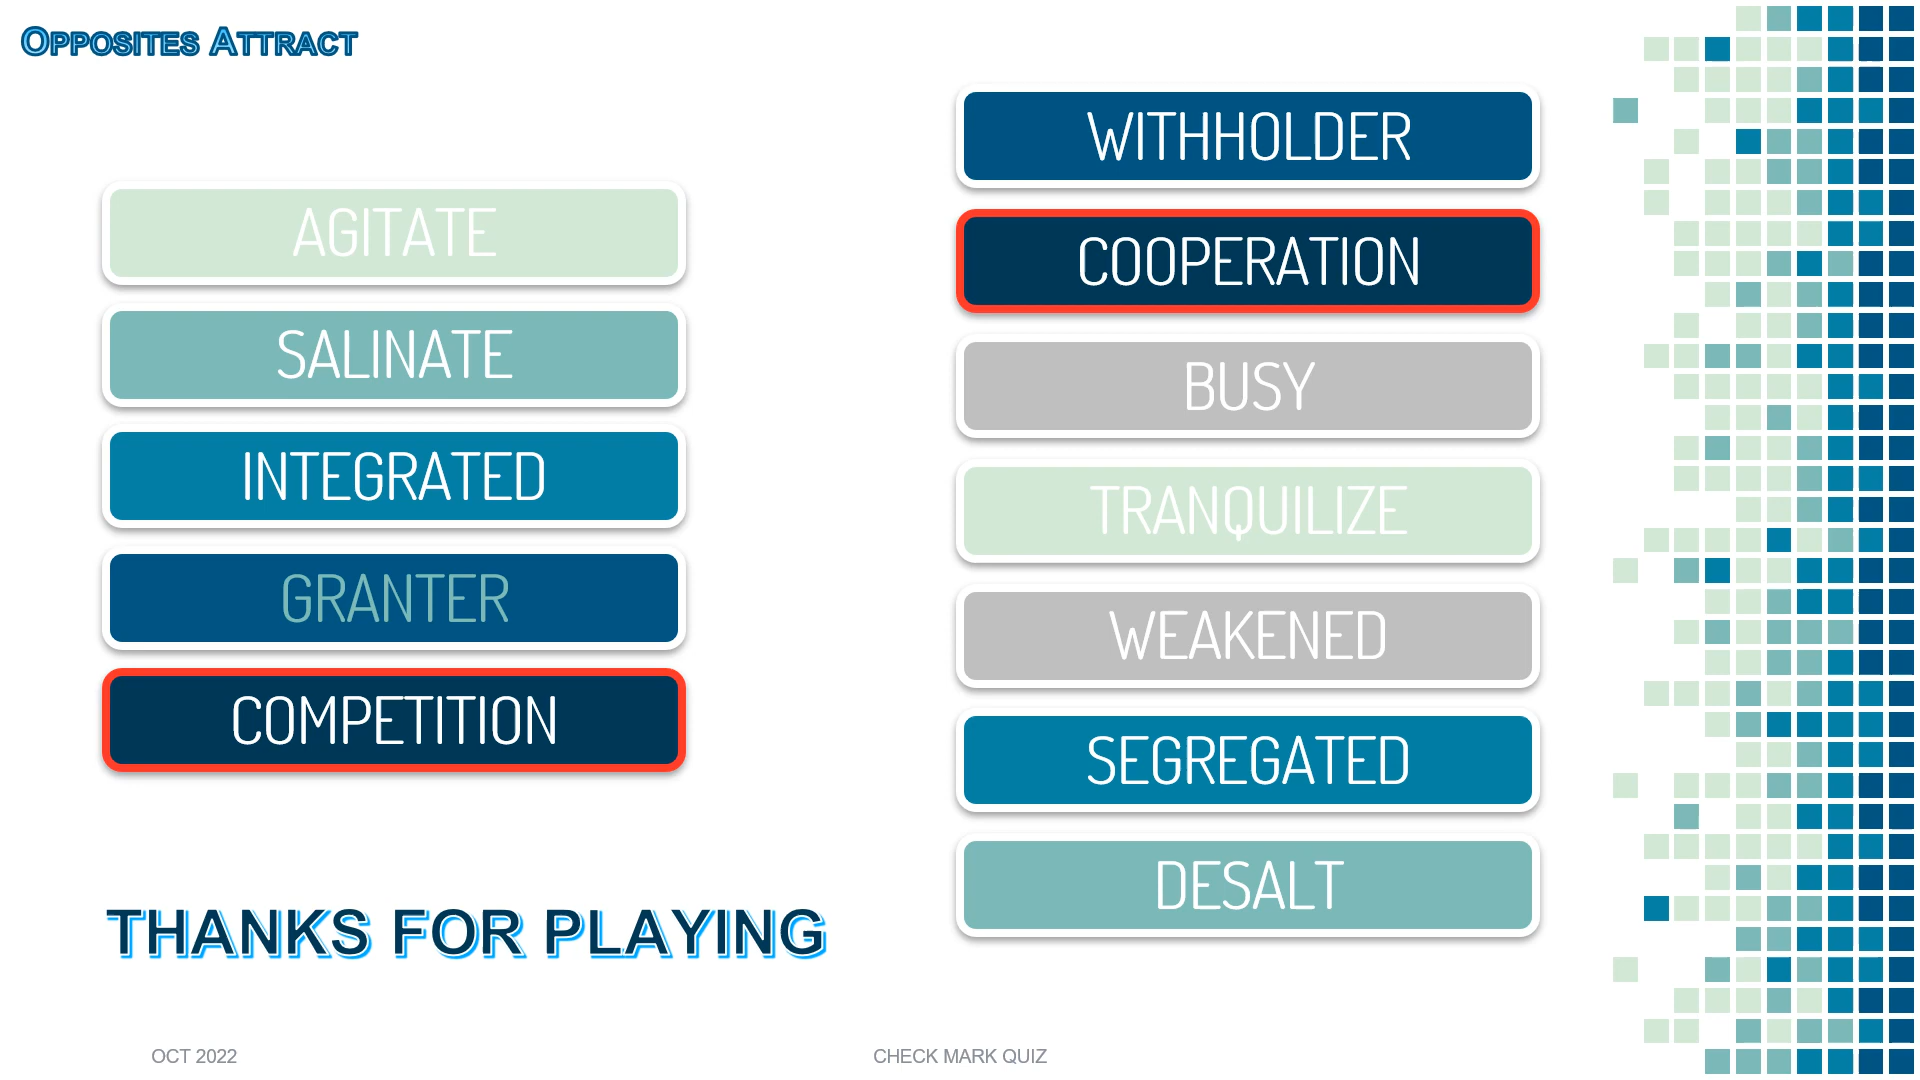 OPPOSITES ATTRACT
AGITATE
SALINATE
INTEGRATED
GRANTER
COMPETITION
WITHHOLDER
COOPERATION
BUSY
TRANQUILIZE
WEAKENED
SEGREGATED
DESALT
THANKS FOR PLAYING
OCT 2022
CHECK MARK QUIZ